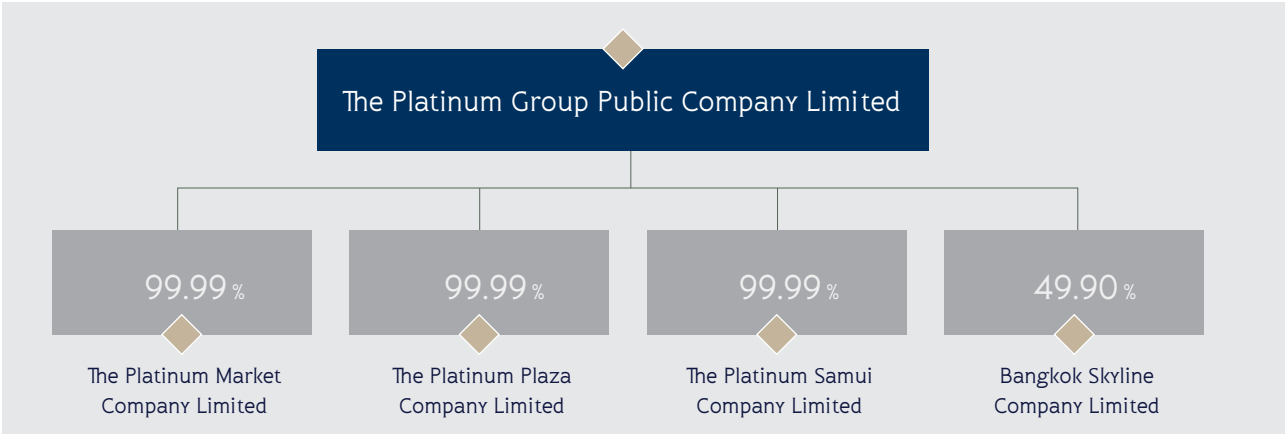 The Platinum Group Public Company Limited
99.99 %
99.99 %
99.99 %
49.90 %
The Platinum Market
Company Limited
The Platinum Plaza
Company Limited
The Platinum Samui
Company Limited
Bangkok Skyline
Company Limited